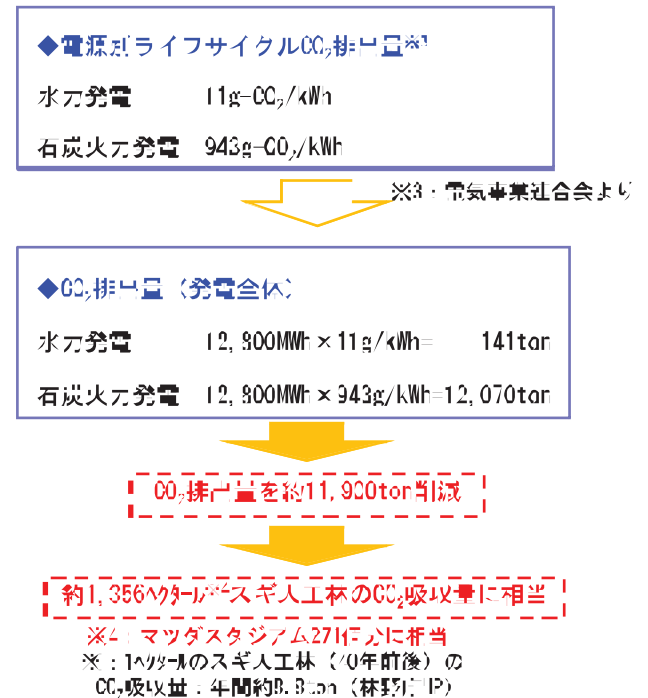 ◆電源別ライフサイクルCO₂排出量※3
水力発電 11g-CO₂/kWh
石炭火力発電 943g-CO₂/kWh
※3:電気事業連合会より
◆CO₂排出量（発電全体）
水力発電 12,800MWh×11g/kWh= 141ton
石炭火力発電 12,800MWh×943g/kWh=12,070ton
CO₂排出量を約11,900ton削減
約1,356ヘクタール※4スギ人工林のCO₂吸収量に相当
※4:マツダスタジアム271個分に相当
※:1ヘクタールのスギ人工林（40年前後）の
CO₂吸収量:年間約8.8ton（林野庁HP）